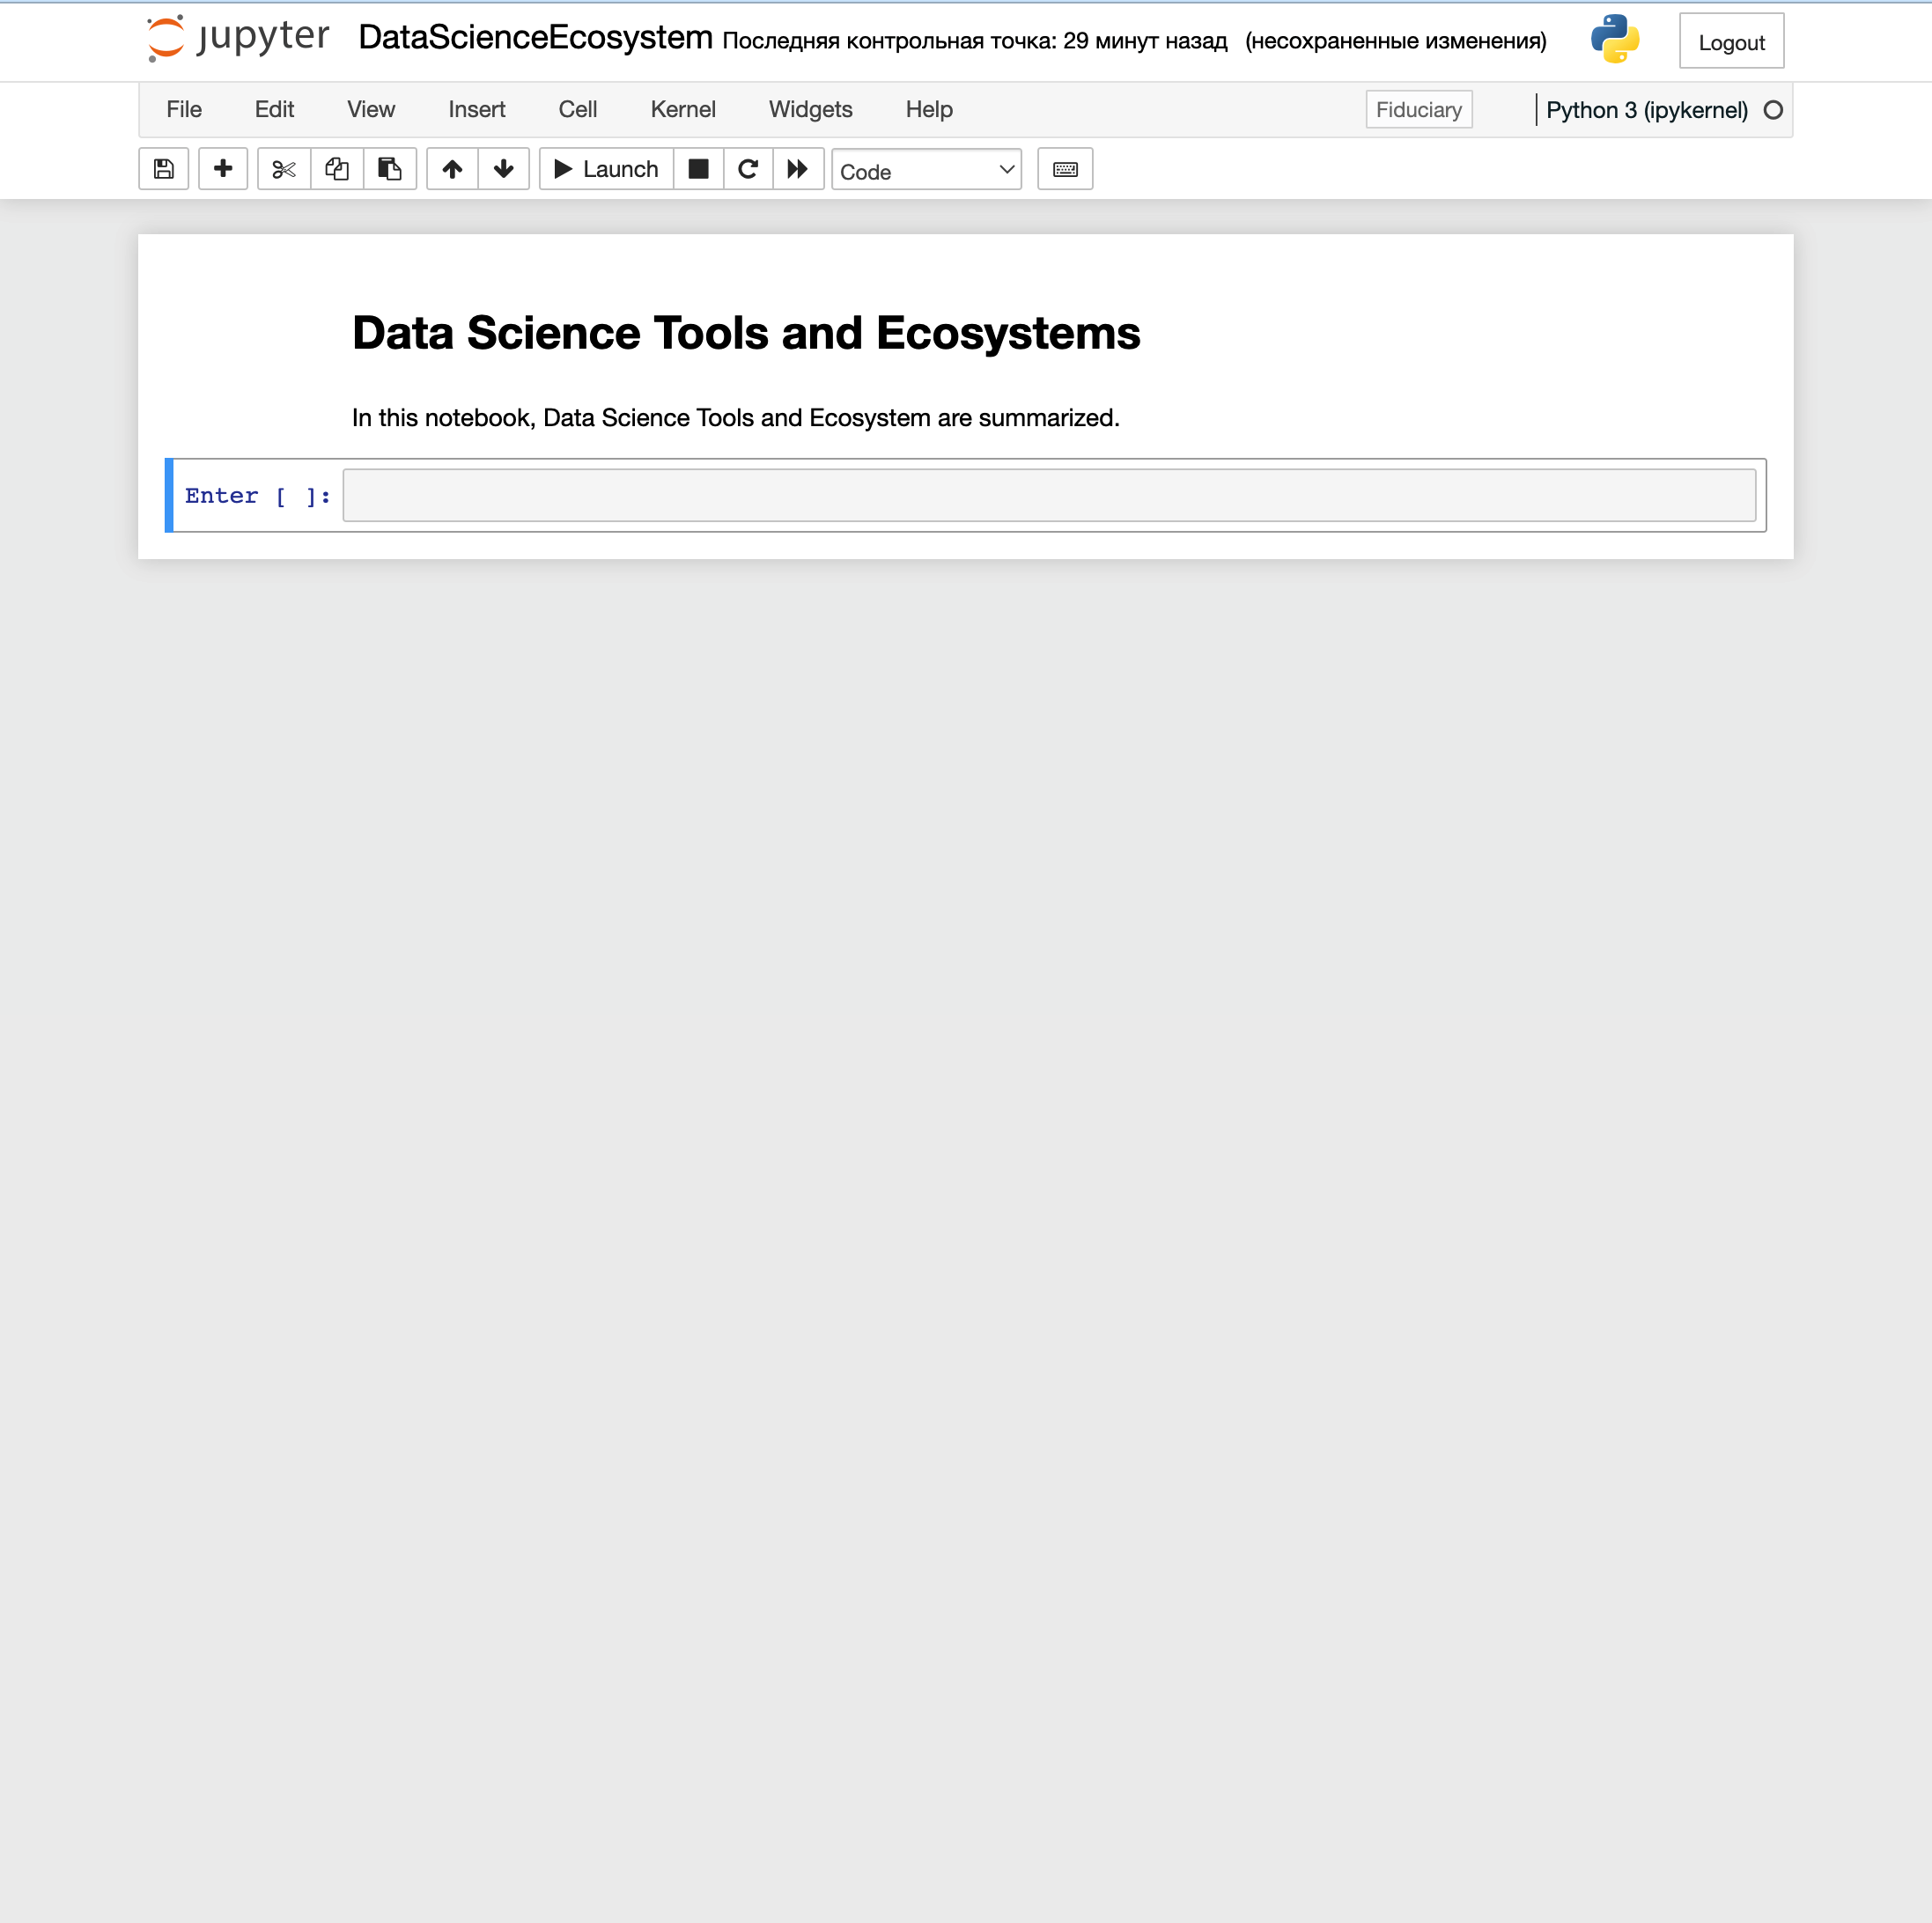 jupyter DataScienceEcosystem Последняя контрольная точка: 29 минут назад (несохраненные изменения) Logout
File Edit View Insert Cell Kernel Widgets Help Fiduciary Python 3 (ipykernel)
Launch Code
Data Science Tools and Ecosystems
In this notebook, Data Science Tools and Ecosystem are summarized.
Enter [ ]: